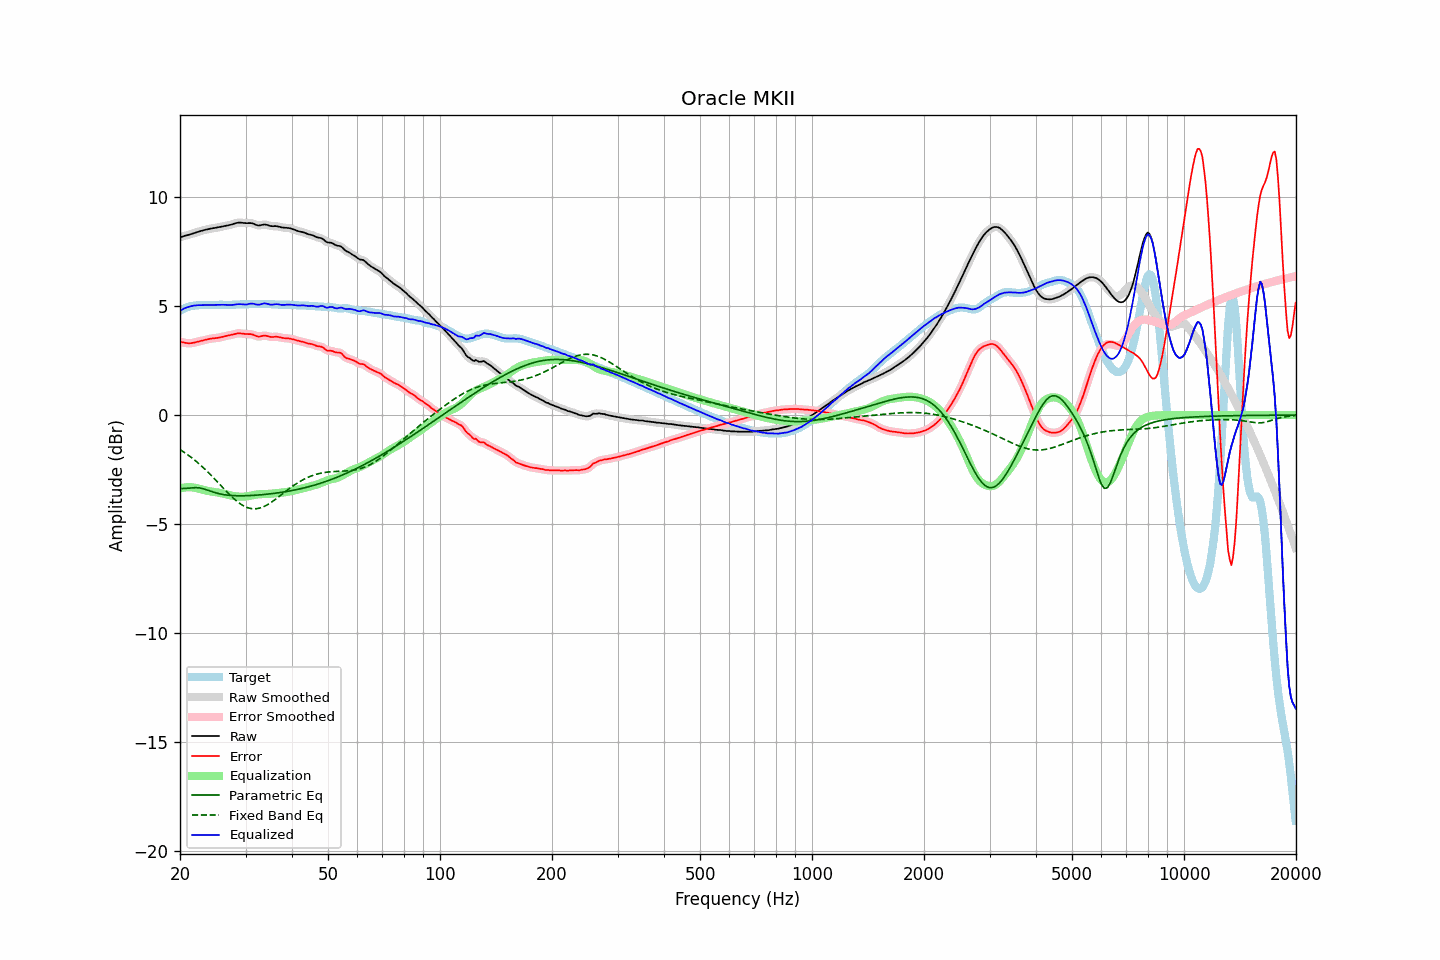 Oracle MKII
Amplitude (dBr)
10
5
0
−5
−10
−15
−20
Target
Raw Smoothed
Error Smoothed
Raw
Error
Equalization
Parametric Eq
Fixed Band Eq
Equalized
20 50 100 200 500 1000 2000 5000 10000 20000
Frequency (Hz)